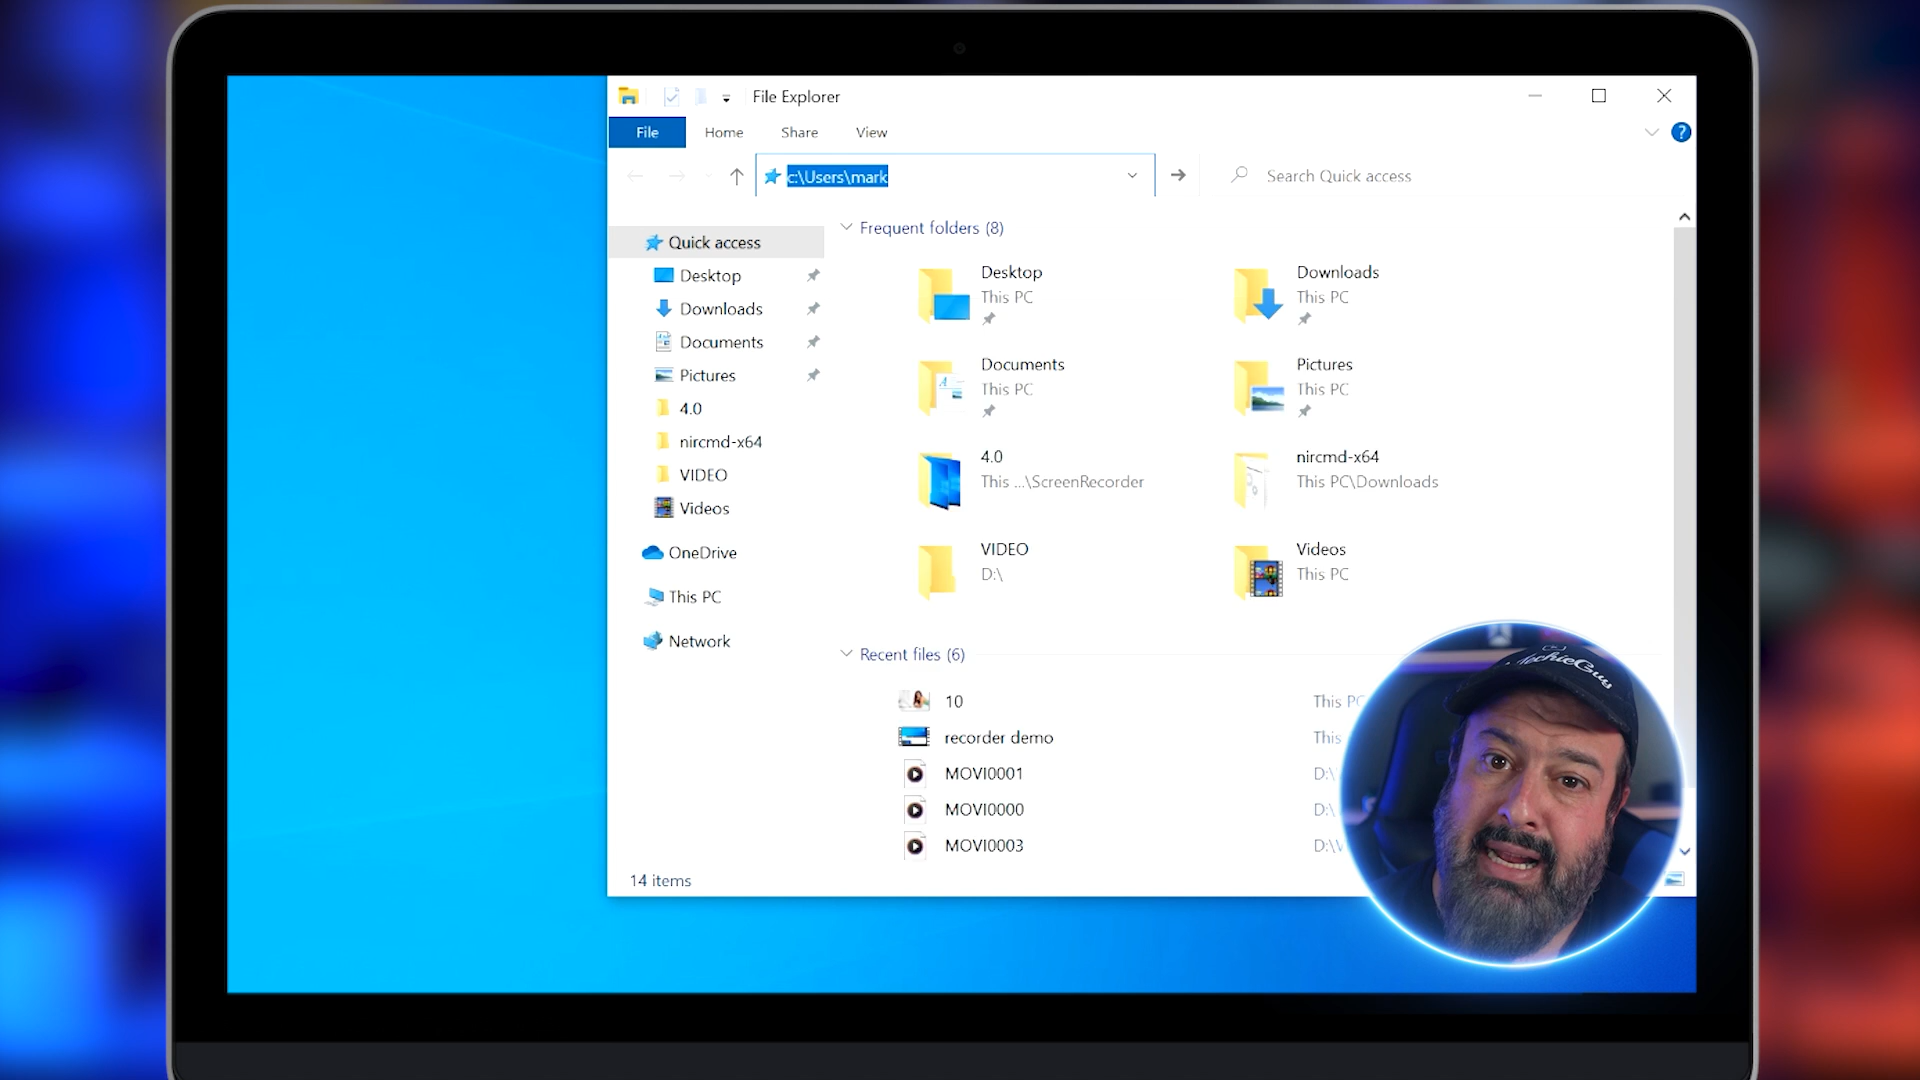 File Explorer
File Home Share View
c:\Users\mark
Search Quick access
Quick access
Desktop
Downloads
Documents
Pictures
4.0
nircmd-x64
VIDEO
Videos
OneDrive
This PC
Network
Frequent folders (8)
Desktop
This PC
Downloads
This PC
Documents
This PC
Pictures
This PC
4.0
This ...\ScreenRecorder
nircmd-x64
This PC\Downloads
VIDEO
D:\
Videos
This PC
Recent files (6)
10 This PC
recorder demo This
MOVI0001 D:\
MOVI0000 D:\
MOVI0003 D:\V
14 items
TechieGuy